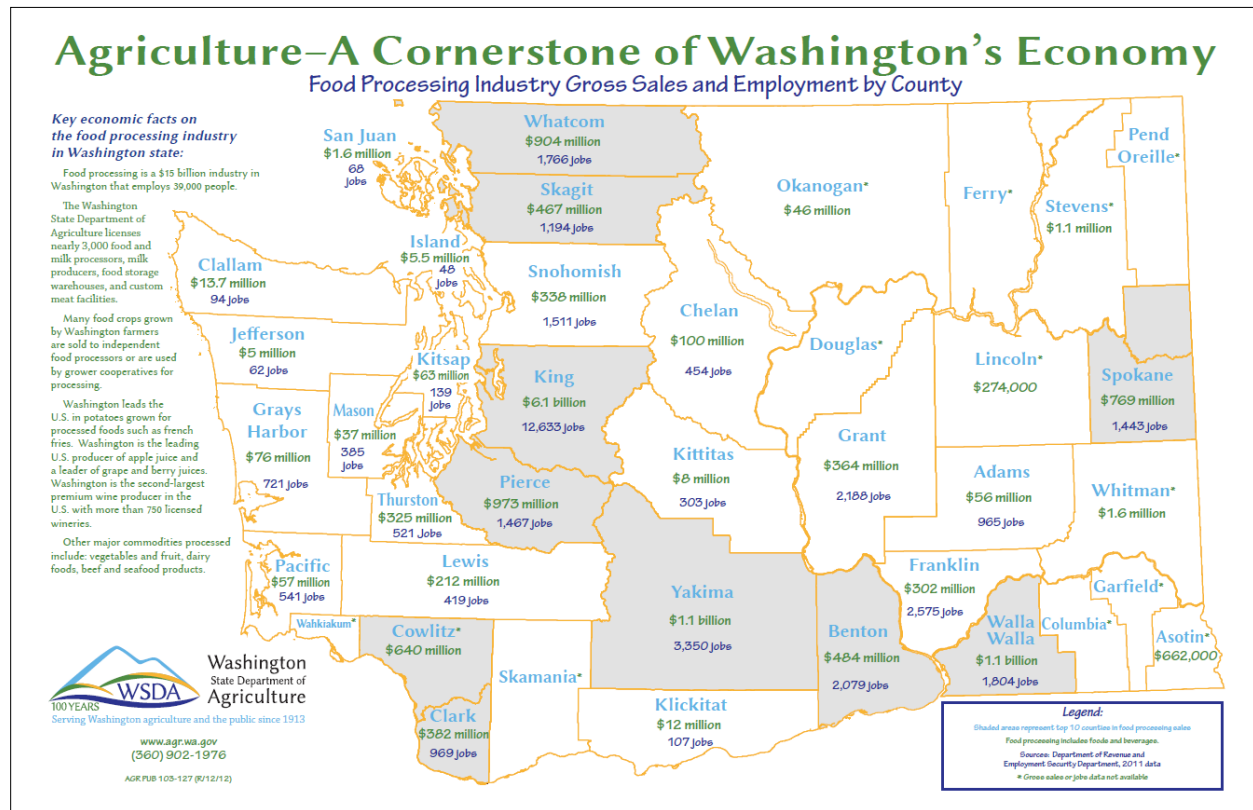 Agriculture–A Cornerstone of Washington's Economy
Food Processing Industry Gross Sales and Employment by County
Key economic facts on
the food processing industry
in Washington state:
Food processing is a $15 billion industry in
Washington that employs 39,000 people.
The Washington
State Department of
Agriculture licenses
nearly 3,000 food and
milk processors, milk
producers, food storage
warehouses, and custom
meat facilities.
Many food crops grown
by Washington farmers
are sold to independent
food processors or are used
by grower cooperatives for
processing.
Washington leads the
U.S. in potatoes grown for
processed foods such as french
fries. Washington is the leading
U.S. producer of apple juice and
a leader of grape and berry juices.
Washington is the second-largest
premium wine producer in the
U.S. with more than 750 licensed
wineries.
Other major commodities processed
include: vegetables and fruit, dairy
foods, beef and seafood products.
San Juan
$1.6 million
68
jobs
Whatcom
$904 million
1,766 jobs
Skagit
$467 million
1,194 jobs
Island
$5.5 million
48
jobs
Clallam
$13.7 million
94 jobs
Snohomish
$338 million
1,511 jobs
Jefferson
$5 million
62 jobs
Kitsap
$63 million
139
jobs
King
$6.1 billion
12,633 jobs
Grays
Harbor
$76 million
721 jobs
Mason
$37 million
385
jobs
Pierce
$973 million
1,467 jobs
Thurston
$325 million
521 Jobs
Pacific
$57 million
541 jobs
Lewis
$212 million
419 jobs
Wahkiakum*
Cowlitz*
$640 million
Clark
$382 million
969 jobs
Skamania*
Okanogan*
$46 million
Chelan
$100 million
454 jobs
Douglas*
Kittitas
$8 million
303 jobs
Grant
$364 million
2,188 jobs
Yakima
$1.1 billion
3,350 jobs
Klickitat
$12 million
107 jobs
Benton
$484 million
2,079 jobs
Ferry*
Stevens*
$1.1 million
Pend
Oreille*
Lincoln*
$274,000
Spokane
$769 million
1,443 jobs
Adams
$56 million
965 jobs
Whitman*
$1.6 million
Franklin
$302 million
2,575 jobs
Walla
Walla
$1.1 billion
1,804 jobs
Columbia*
Garfield*
Asotin*
$662,000
WSDA
100 YEARS
Washington
State Department of
Agriculture
Serving Washington agriculture and the public since 1913
www.agr.wa.gov
(360) 902-1976
AGR PUB 103-127 (R/12/12)
Legend:
Shaded areas represent top 10 counties in food processing sales
Food processing includes foods and beverages.
Sources: Department of Revenue and
Employment Security Department, 2011 data
* Gross sales or jobs data not available